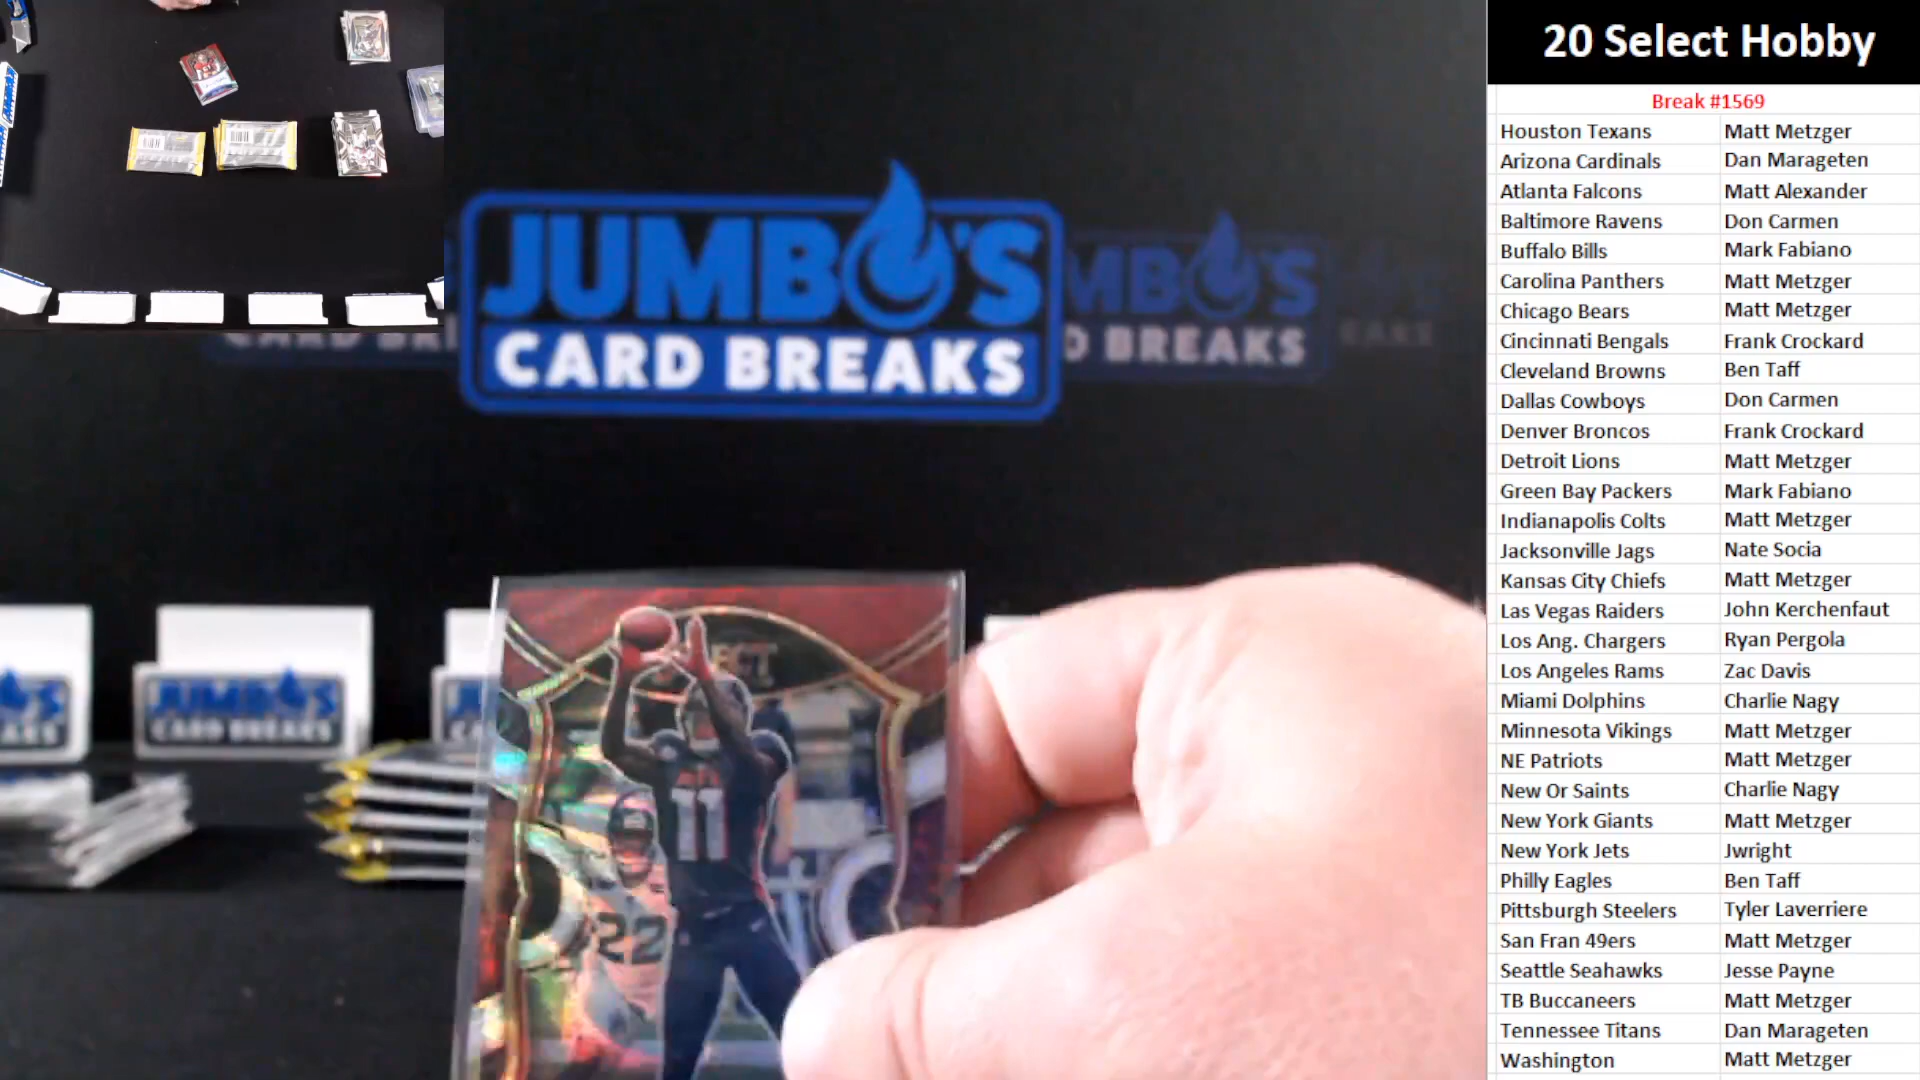 20 Select Hobby
Break #1569
Houston Texans Matt Metzger
Arizona Cardinals Dan Marageten
Atlanta Falcons Matt Alexander
Baltimore Ravens Don Carmen
Buffalo Bills Mark Fabiano
Carolina Panthers Matt Metzger
Chicago Bears Matt Metzger
Cincinnati Bengals Frank Crockard
Cleveland Browns Ben Taff
Dallas Cowboys Don Carmen
Denver Broncos Frank Crockard
Detroit Lions Matt Metzger
Green Bay Packers Mark Fabiano
Indianapolis Colts Matt Metzger
Jacksonville Jags Nate Socia
Kansas City Chiefs Matt Metzger
Las Vegas Raiders John Kerchenfaut
Los Ang. Chargers Ryan Pergola
Los Angeles Rams Zac Davis
Miami Dolphins Charlie Nagy
Minnesota Vikings Matt Metzger
NE Patriots Matt Metzger
New Or Saints Charlie Nagy
New York Giants Matt Metzger
New York Jets Jwright
Philly Eagles Ben Taff
Pittsburgh Steelers Tyler Laverriere
San Fran 49ers Matt Metzger
Seattle Seahawks Jesse Payne
TB Buccaneers Matt Metzger
Tennessee Titans Dan Marageten
Washington Matt Metzger
JUMBO'S
CARD BREAKS
MBO'S
D BREAKS
JUMBO'S
CARD BREAKS
11
22